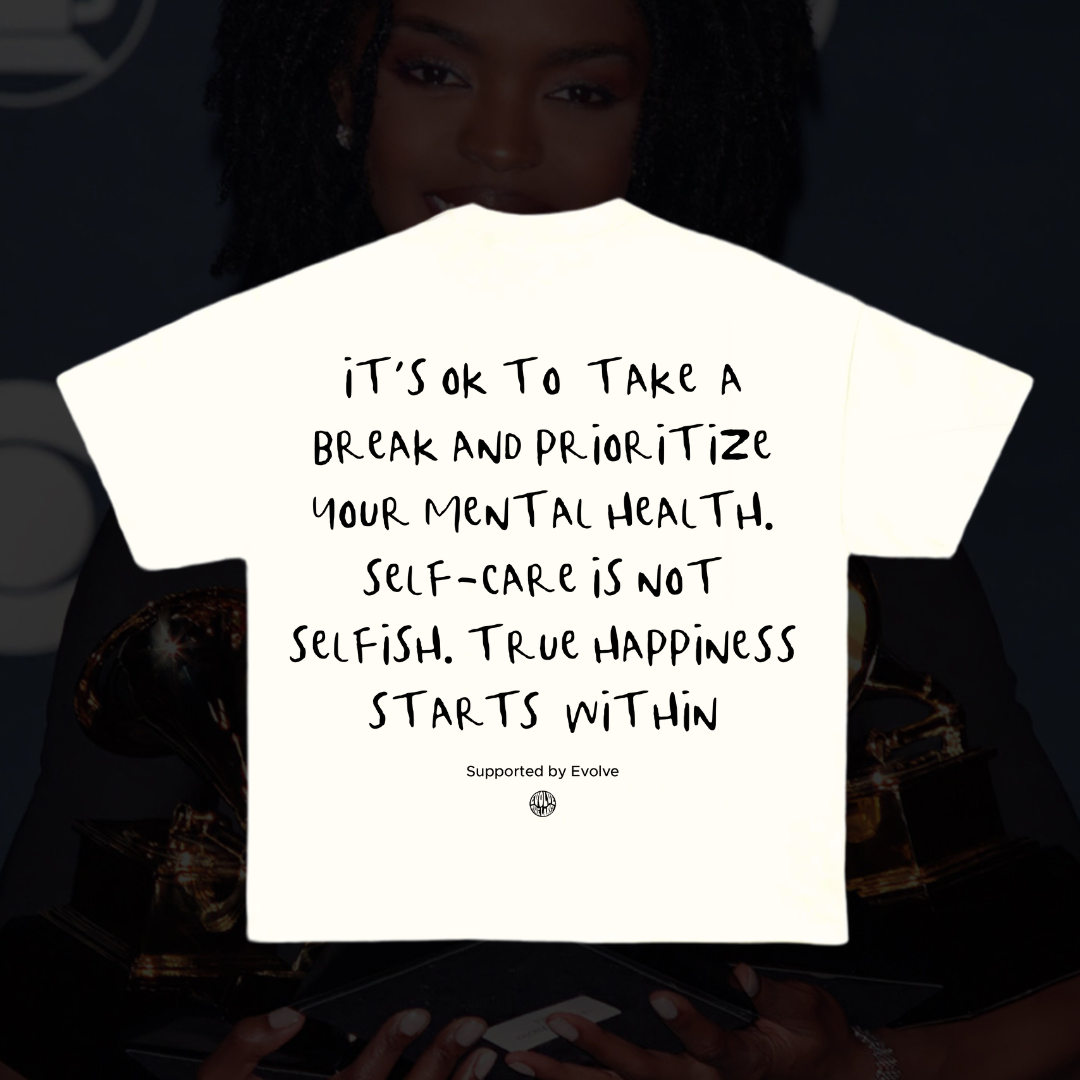 iT'S OK TO TAKe A
BReAK AND PRiORiTiZe
YOUR MeNTAL HeALTH.
SeLF-CARe iS NOT
SeLFiSH. TRUe HAPPiNeSS
STARTS WiTHiN
Supported by Evolve